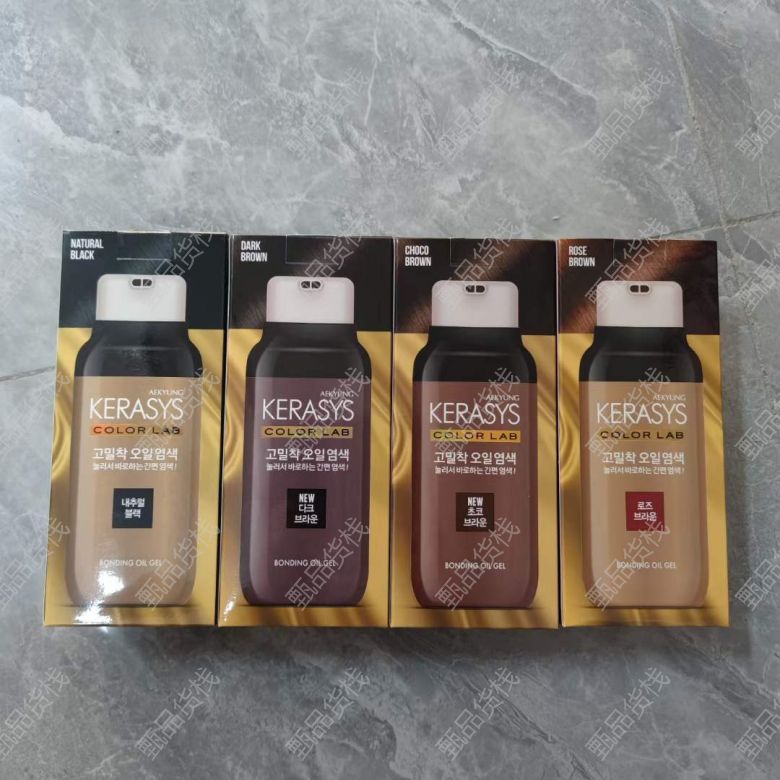 NATURAL
BLACK
AEKYUNG
KERASYS
COLOR LAB
고밀착 오일 염색
눌러서 바로하는 간편 염색!
내추럴
블랙
BONDING OIL GEL
DARK
BROWN
AEKYUNG
KERASYS
COLOR LAB
고밀착 오일 염색
눌러서 바로하는 간편 염색!
NEW
다크
브라운
BONDING OIL GEL
CHOCO
BROWN
AEKYUNG
KERASYS
COLOR LAB
고밀착 오일 염색
눌러서 바로하는 간편 염색!
NEW
초코
브라운
BONDING OIL GEL
ROSE
BROWN
AEKYUNG
KERASYS
COLOR LAB
고밀착 오일 염색
눌러서 바로하는 간편 염색!
로즈
브라운
BONDING OIL GEL
甄品货栈